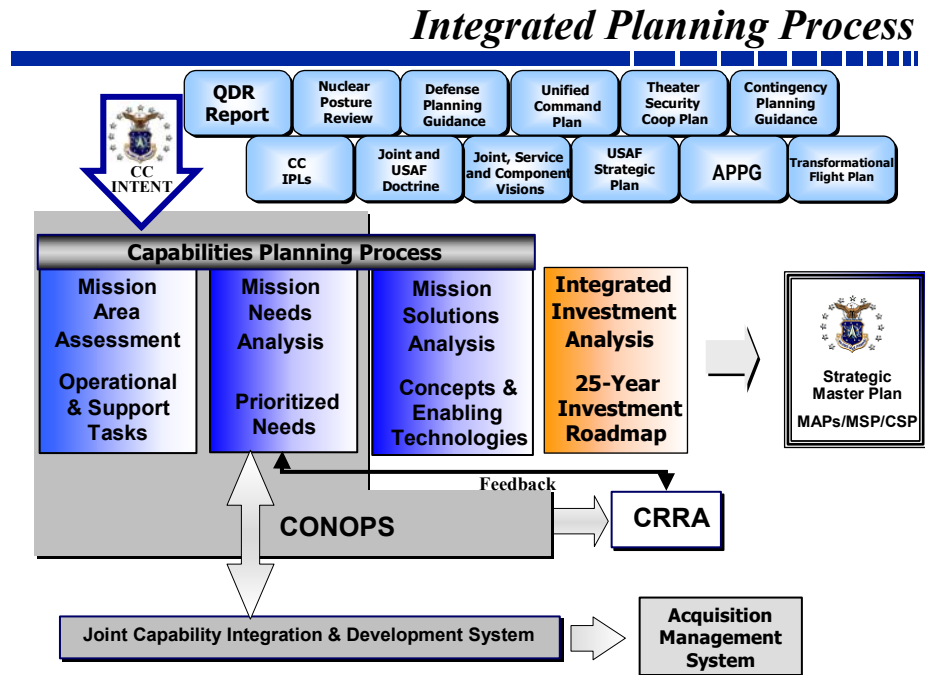 Integrated Planning Process
QDR
Report
Nuclear
Posture
Review
Defense
Planning
Guidance
Unified
Command
Plan
Theater
Security
Coop Plan
Contingency
Planning
Guidance
CC
INTENT
CC
IPLs
Joint and
USAF
Doctrine
Joint, Service
and Component
Visions
USAF
Strategic
Plan
APPG
Transformational
Flight Plan
Capabilities Planning Process
Mission
Area
Assessment
Operational
& Support
Tasks
Mission
Needs
Analysis
Prioritized
Needs
Mission
Solutions
Analysis
Concepts &
Enabling
Technologies
Integrated
Investment
Analysis
25-Year
Investment
Roadmap
Strategic
Master Plan
MAPs/MSP/CSP
Feedback
CONOPS
CRRA
Joint Capability Integration & Development System
Acquisition
Management
System